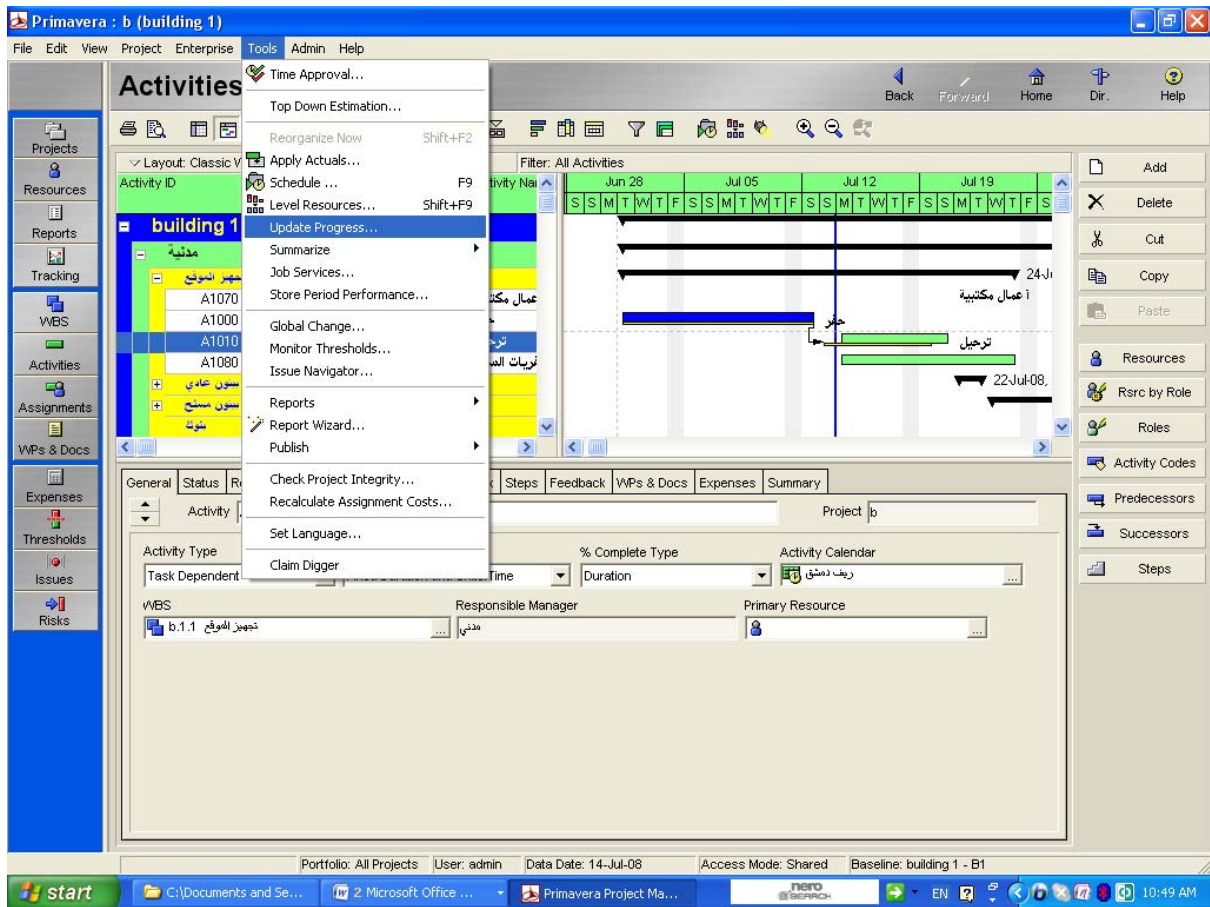 Primavera : b (building 1)
File Edit View Project Enterprise Tools Admin Help
Activities
Back Forward Home Dir. Help
Time Approval...
Top Down Estimation...
Reorganize Now Shift+F2
Apply Actuals...
Schedule ... F9
Level Resources... Shift+F9
Update Progress...
Summarize
Job Services...
Store Period Performance...
Global Change...
Monitor Thresholds...
Issue Navigator...
Reports
Report Wizard...
Publish
Check Project Integrity...
Recalculate Assignment Costs...
Set Language...
Claim Digger
Projects
Resources
Reports
Tracking
WBS
Activities
Assignments
WPs & Docs
Expenses
Thresholds
Issues
Risks
Layout: Classic W
Filter: All Activities
Activity ID
Jun 28 Jul 05 Jul 12 Jul 19
S S M T W T F S S M T W T F S S M T W T F S S M T W T F S
building 1
مدنية
A1070
A1000
A1010
A1080
أعمال مكتبية
حفر
ترحيل
22-Jul-08,
Add
Delete
Cut
Copy
Paste
Resources
Rsrc by Role
Roles
Activity Codes
Predecessors
Successors
Steps
General Status Steps Feedback WPs & Docs Expenses Summary
Activity
Project b
Activity Type
% Complete Type
Activity Calendar
Task Dependent
Time
Duration
ريف دمشق
WBS
Responsible Manager
Primary Resource
b.1.1 تجهيز الموقع
مدني
Portfolio: All Projects User: admin Data Date: 14-Jul-08 Access Mode: Shared Baseline: building 1 - B1
start C:\Documents and Se... 2 Microsoft Office ... Primavera Project Ma... nero SEARCH EN 10:49 AM